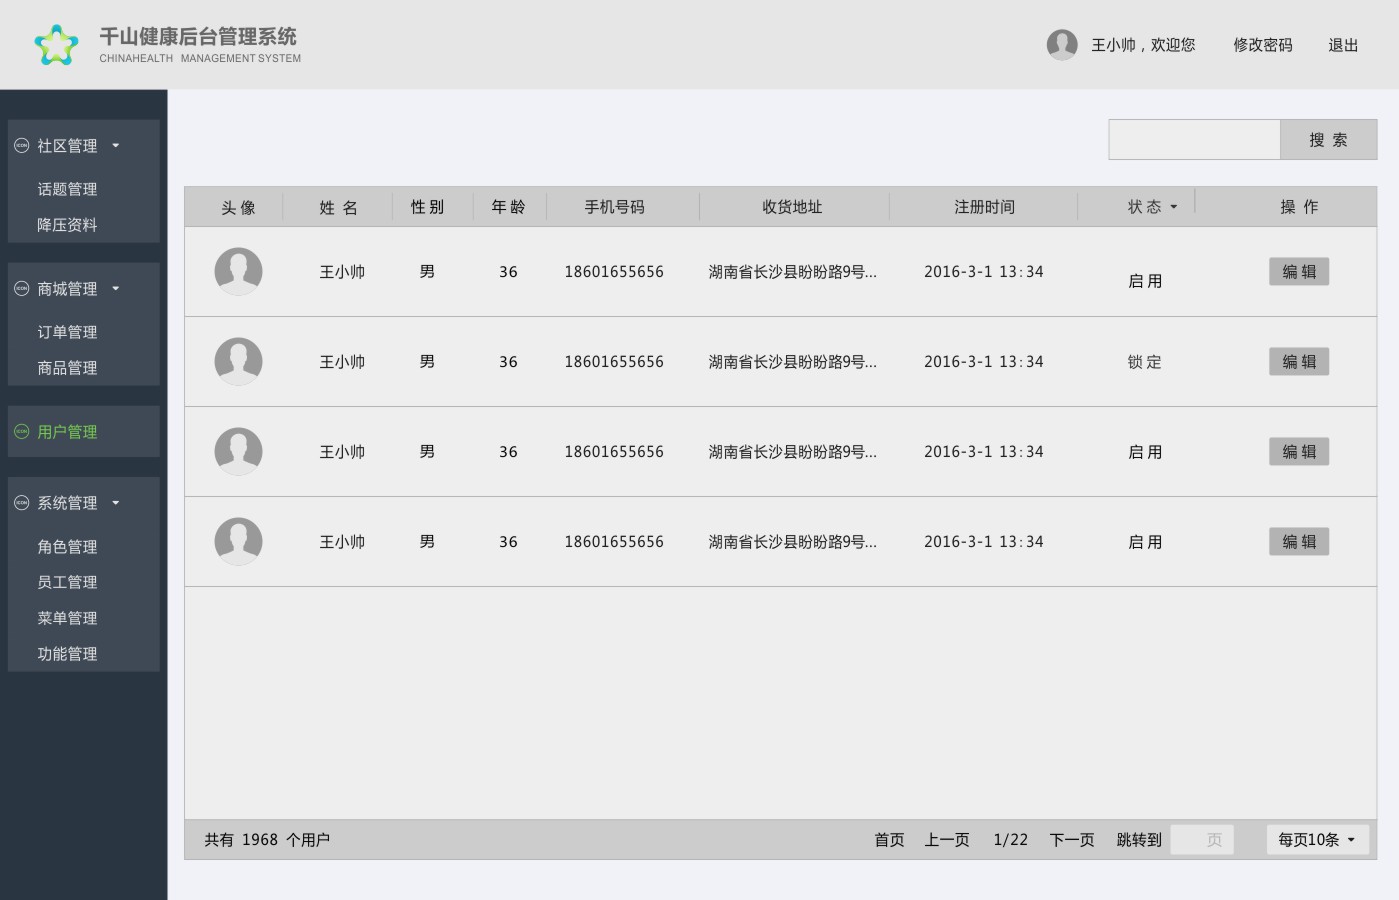 千山健康后台管理系统
CHINAHEALTH MANAGEMENT SYSTEM
王小帅，欢迎您 修改密码 退出
社区管理
话题管理
降压资料
商城管理
订单管理
商品管理
用户管理
系统管理
角色管理
员工管理
菜单管理
功能管理
搜 索
头 像 姓 名 性 别 年 龄 手机号码 收货地址 注册时间 状 态 操 作
王小帅 男 36 18601655656 湖南省长沙县盼盼路9号... 2016-3-1 13:34 启 用 编 辑
王小帅 男 36 18601655656 湖南省长沙县盼盼路9号... 2016-3-1 13:34 锁 定 编 辑
王小帅 男 36 18601655656 湖南省长沙县盼盼路9号... 2016-3-1 13:34 启 用 编 辑
王小帅 男 36 18601655656 湖南省长沙县盼盼路9号... 2016-3-1 13:34 启 用 编 辑
共有 1968 个用户 首页 上一页 1/22 下一页 跳转到 页 每页10条